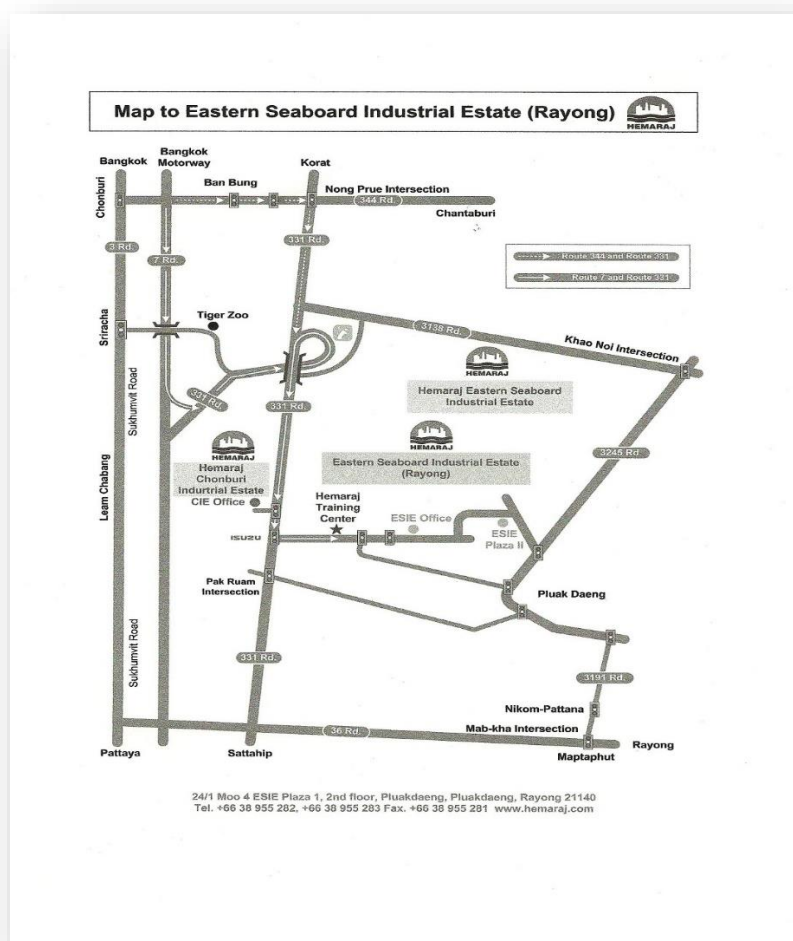 Map to Eastern Seaboard Industrial Estate (Rayong)
HEMARAJ
Bangkok
Bangkok
Motorway
Korat
Chonburi
Ban Bung
Nong Prue Intersection
344 Rd.
Chantaburi
3 Rd.
7 Rd.
331 Rd.
Route 344 and Route 331
Route 7 and Route 331
Sriracha
Tiger Zoo
3138 Rd.
Khao Noi Intersection
HEMARAJ
Hemaraj Eastern Seaboard
Industrial Estate
Sukhumvit Road
331 Rd.
331 Rd.
3245 Rd.
HEMARAJ
Hemaraj
Chonburi
Indurtrial Estate
CIE Office
HEMARAJ
Eastern Seaboard Industrial Estate
(Rayong)
Leam Chabang
Hemaraj
Training
Center
ESIE Office
ESIE
Plaza II
ISUZU
Pak Ruam
Intersection
Pluak Daeng
Sukhumvit Road
331 Rd.
3191 Rd.
Nikom-Pattana
36 Rd.
Mab-kha Intersection
Pattaya
Sattahip
Maptaphut
Rayong
24/1 Moo 4 ESIE Plaza 1, 2nd floor, Pluakdaeng, Pluakdaeng, Rayong 21140
Tel. +66 38 955 282, +66 38 955 283 Fax. +66 38 955 281 www.hemaraj.com